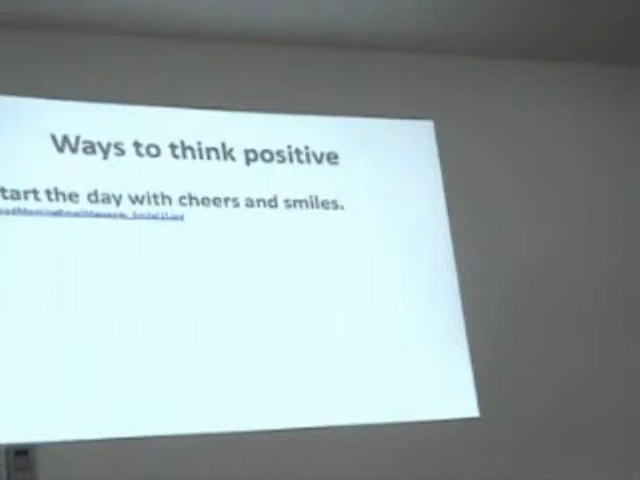 Ways to think positive
tart the day with cheers and smiles.